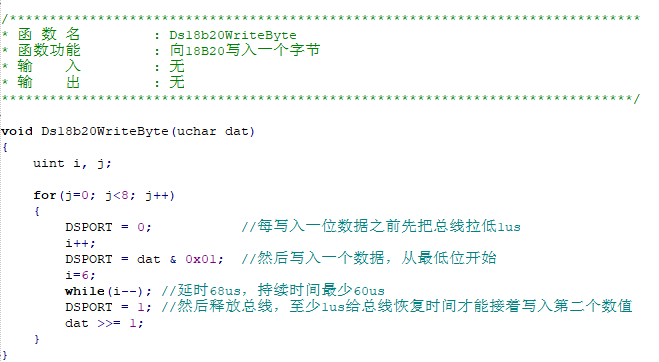 /*******************************************************************************
* 函 数 名         : Ds18b20WriteByte
* 函数功能         : 向18B20写入一个字节
* 输    入         : 无
* 输    出         : 无
*******************************************************************************/
void Ds18b20WriteByte(uchar dat)
{
    uint i, j;
    for(j=0; j<8; j++)
    {
        DSPORT = 0;           //每写入一位数据之前先把总线拉低1us
        i++;
        DSPORT = dat & 0x01;  //然后写入一个数据，从最低位开始
        i=6;
        while(i--); //延时68us，持续时间最少60us
        DSPORT = 1; //然后释放总线，至少1us给总线恢复时间才能接着写入第二个数值
        dat >>= 1;
    }
}